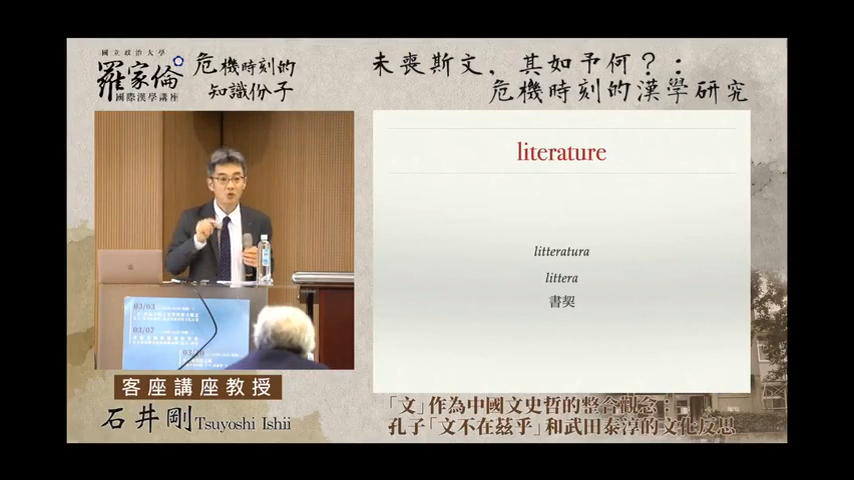 國立政治大學
羅家倫
國際漢學講座
危機時刻的
知識份子
未喪斯文，其如予何？：
危機時刻的漢學研究
literature
litteratura
littera
書契
03/03
03/07
客座講座教授
石井剛 Tsuyoshi Ishii
「文」作為中國文史哲的整合觀念：
孔子「文不在茲乎」和武田泰淳的文化反思